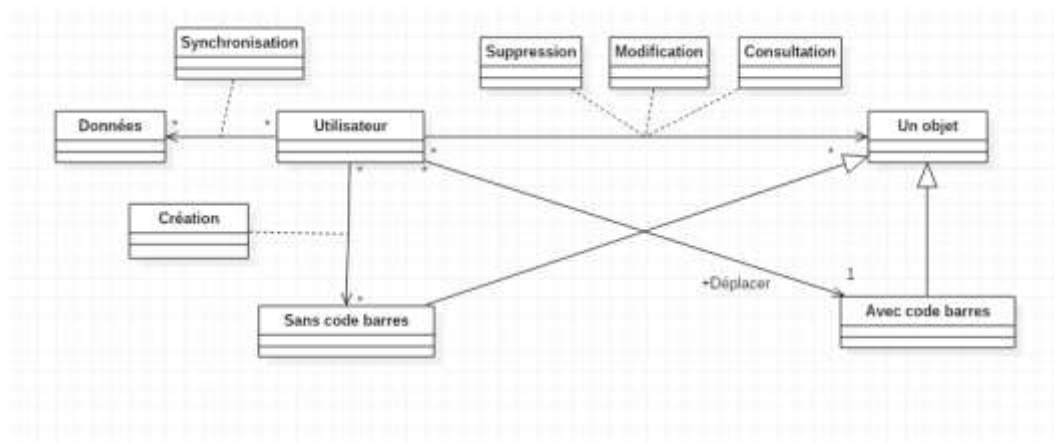 Synchronisation
Suppression
Modification
Consultation
Données
*
*
Utilisateur
*
*
Un objet
*
*
Création
+Déplacer
1
*
Sans code barres
Avec code barres